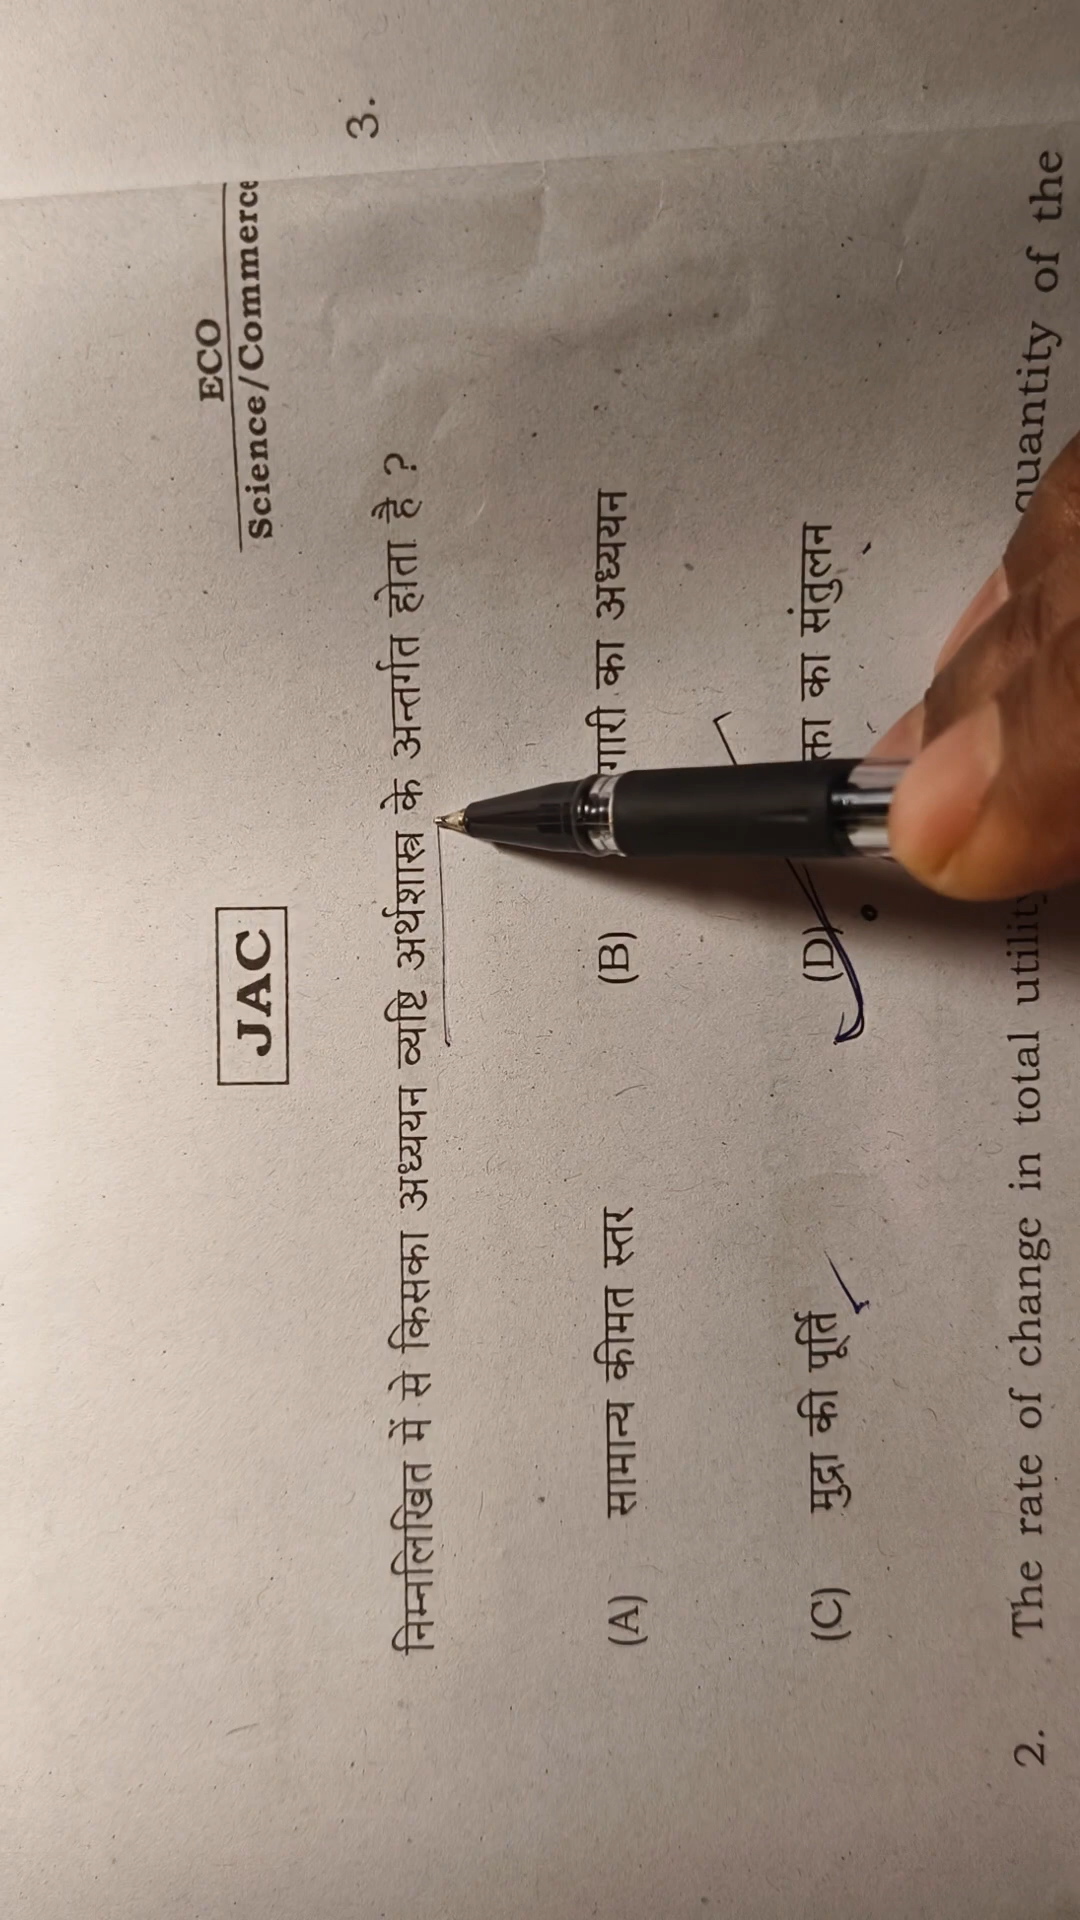 JAC
ECO
Science/Commerce
निम्नलिखित में से किसका अध्ययन व्यष्टि अर्थशास्त्र के अन्तर्गत होता है ?
(A) सामान्य कीमत स्तर
(B) का अध्ययन
(C) मुद्रा की पूर्ति
(D) का संतुलन
2. The rate of change in total utility quantity of the
3.